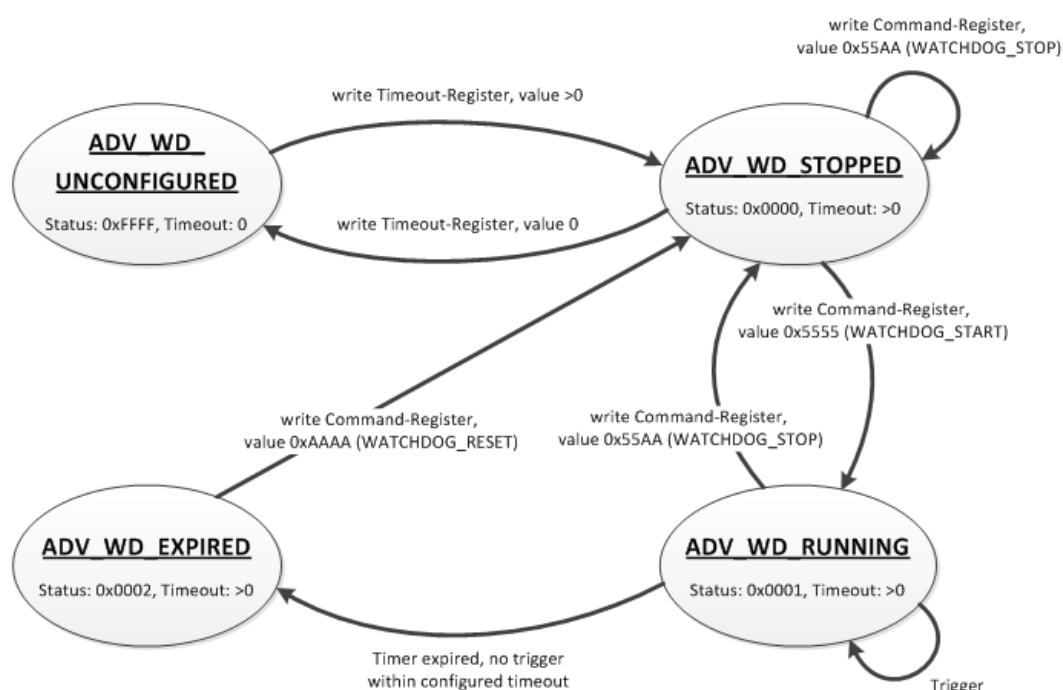 write Command-Register,
value 0x55AA (WATCHDOG_STOP)
write Timeout-Register, value >0
ADV_WD_
UNCONFIGURED
Status: 0xFFFF, Timeout: 0
ADV_WD_STOPPED
Status: 0x0000, Timeout: >0
write Timeout-Register, value 0
write Command-Register,
value 0x5555 (WATCHDOG_START)
write Command-Register,
value 0xAAAA (WATCHDOG_RESET)
write Command-Register,
value 0x55AA (WATCHDOG_STOP)
ADV_WD_EXPIRED
Status: 0x0002, Timeout: >0
ADV_WD_RUNNING
Status: 0x0001, Timeout: >0
Timer expired, no trigger
within configured timeout
Trigger